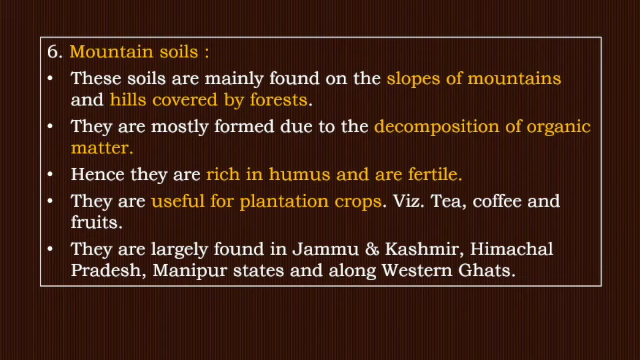 6. Mountain soils :
• These soils are mainly found on the slopes of mountains
and hills covered by forests.
• They are mostly formed due to the decomposition of organic
matter.
• Hence they are rich in humus and are fertile.
• They are useful for plantation crops. Viz. Tea, coffee and
fruits.
• They are largely found in Jammu & Kashmir, Himachal
Pradesh, Manipur states and along Western Ghats.